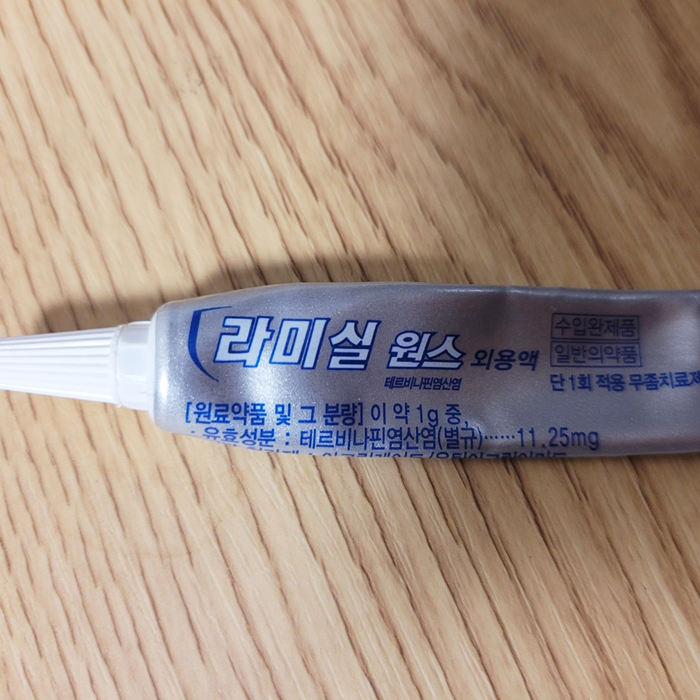 라미실 원스 외용액
테르비나핀염산염
수입완제품
일반의약품
단 1회 적용 무좀치료제
[원료약품 및 그 분량] 이 약 1g 중,
· 유효성분 : 테르비나핀염산염(별규)······11.25mg